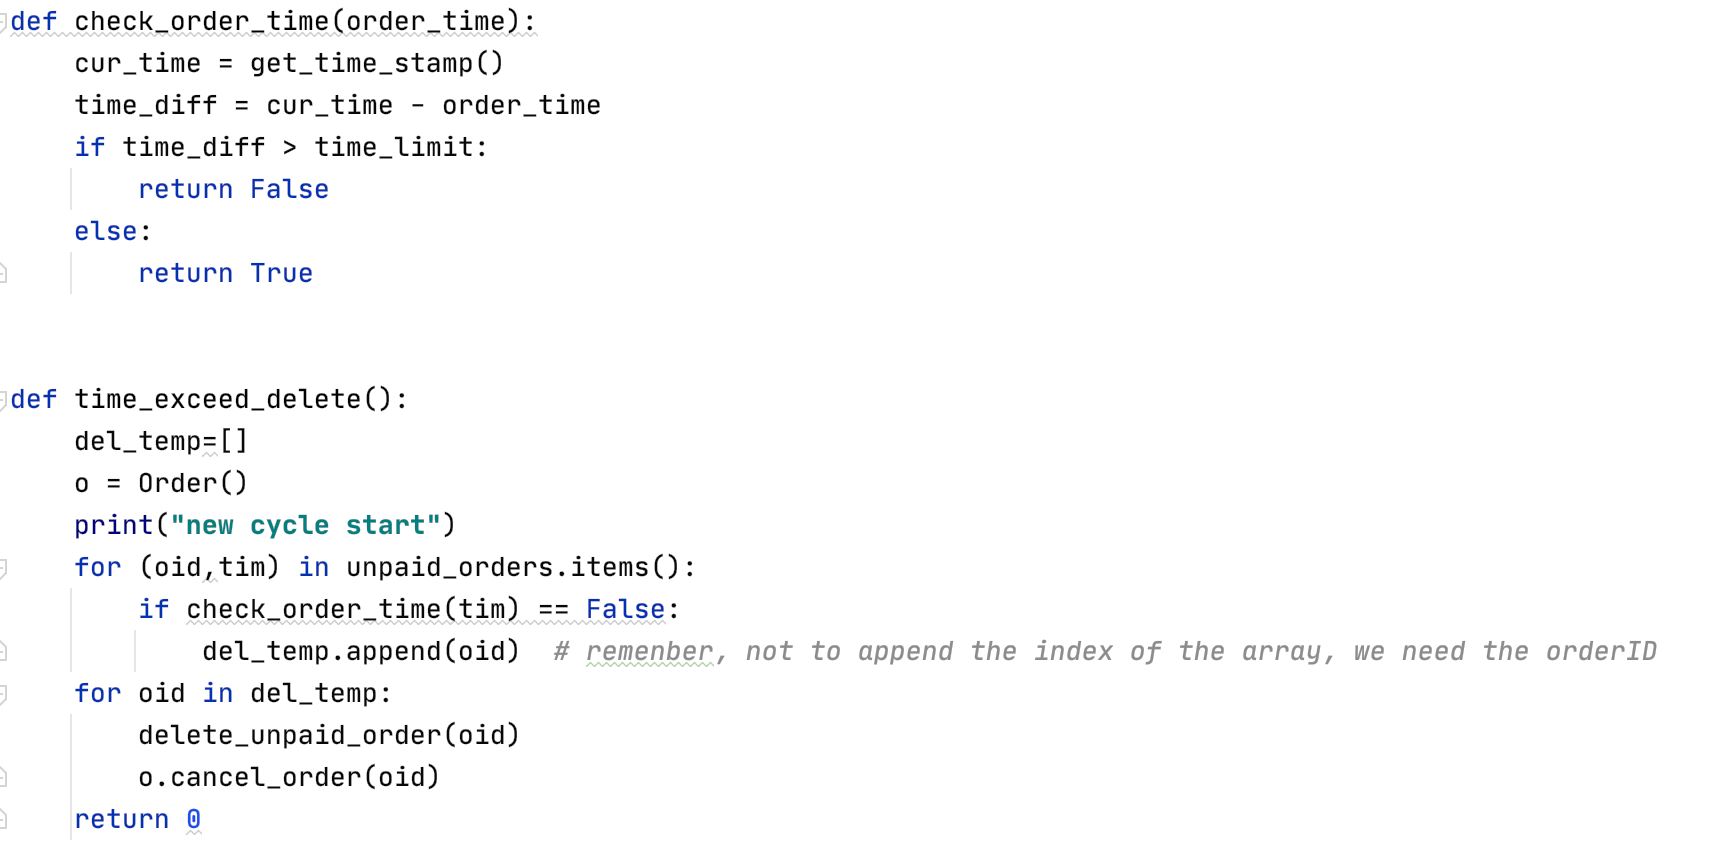 def check_order_time(order_time):
    cur_time = get_time_stamp()
    time_diff = cur_time - order_time
    if time_diff > time_limit:
        return False
    else:
        return True
def time_exceed_delete():
    del_temp=[]
    o = Order()
    print("new cycle start")
    for (oid,tim) in unpaid_orders.items():
        if check_order_time(tim) == False:
            del_temp.append(oid)  # remenber, not to append the index of the array, we need the orderID
    for oid in del_temp:
        delete_unpaid_order(oid)
        o.cancel_order(oid)
    return 0